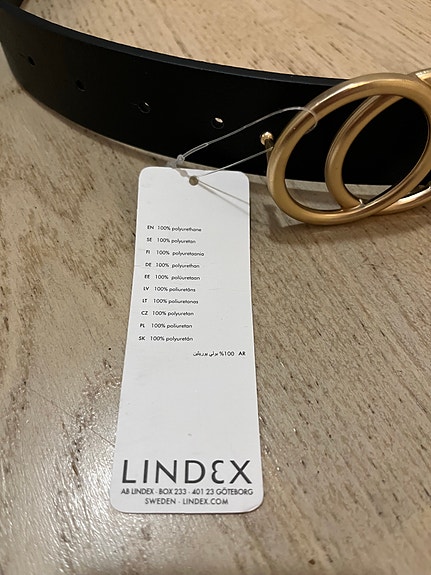 EN 100% polyurethane
SE 100% polyuretan
FI 100% polyuretaania
DE 100% polyurethan
EE 100% polüuretaan
LV 100% poliuretāns
LT 100% poliuretanas
CZ 100% polyuretan
PL 100% poliuretan
SK 100% polyuretán
AR 100% بولي يوريثين
LINDEX
AB LINDEX · BOX 233 · 401 23 GÖTEBORG
SWEDEN · LINDEX.COM